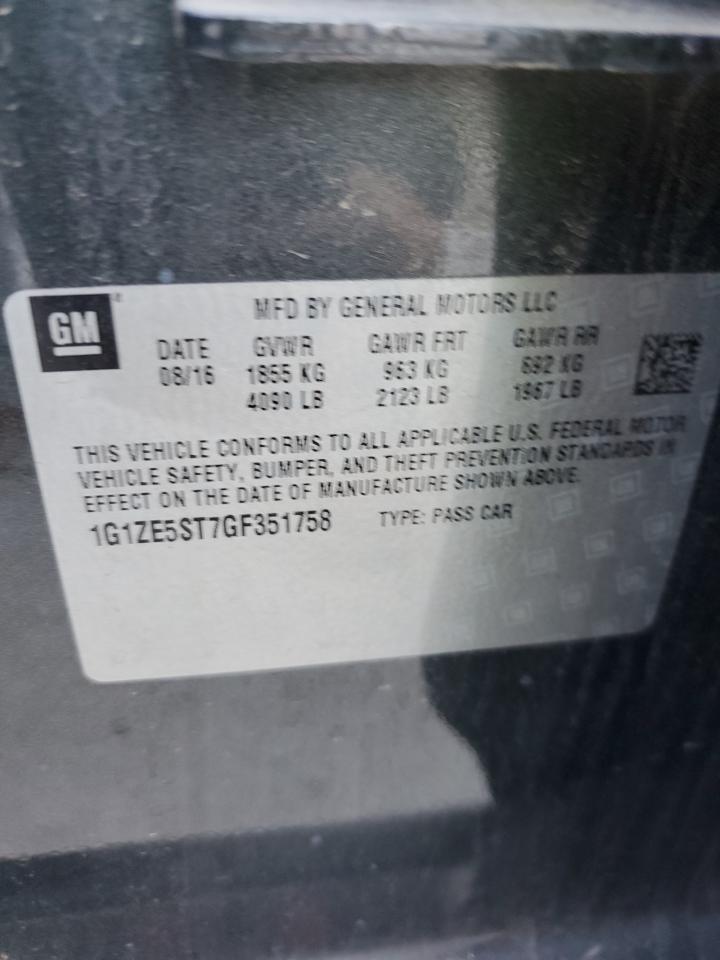 GM
MFD BY GENERAL MOTORS LLC
DATE GVWR GAWR FRT GAWR RR
08/16 1855 KG 963 KG 892 KG
4090 LB 2123 LB 1967 LB
THIS VEHICLE CONFORMS TO ALL APPLICABLE U.S. FEDERAL MOTOR
VEHICLE SAFETY, BUMPER, AND THEFT PREVENTION STANDARDS IN
EFFECT ON THE DATE OF MANUFACTURE SHOWN ABOVE.
1G1ZE5ST7GF351758 TYPE: PASS CAR